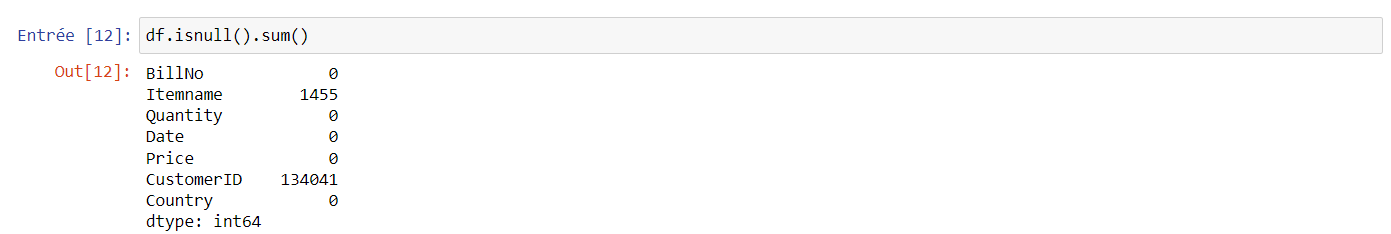 Entrée [12]: df.isnull().sum()
Out[12]: BillNo 0
Itemname 1455
Quantity 0
Date 0
Price 0
CustomerID 134041
Country 0
dtype: int64